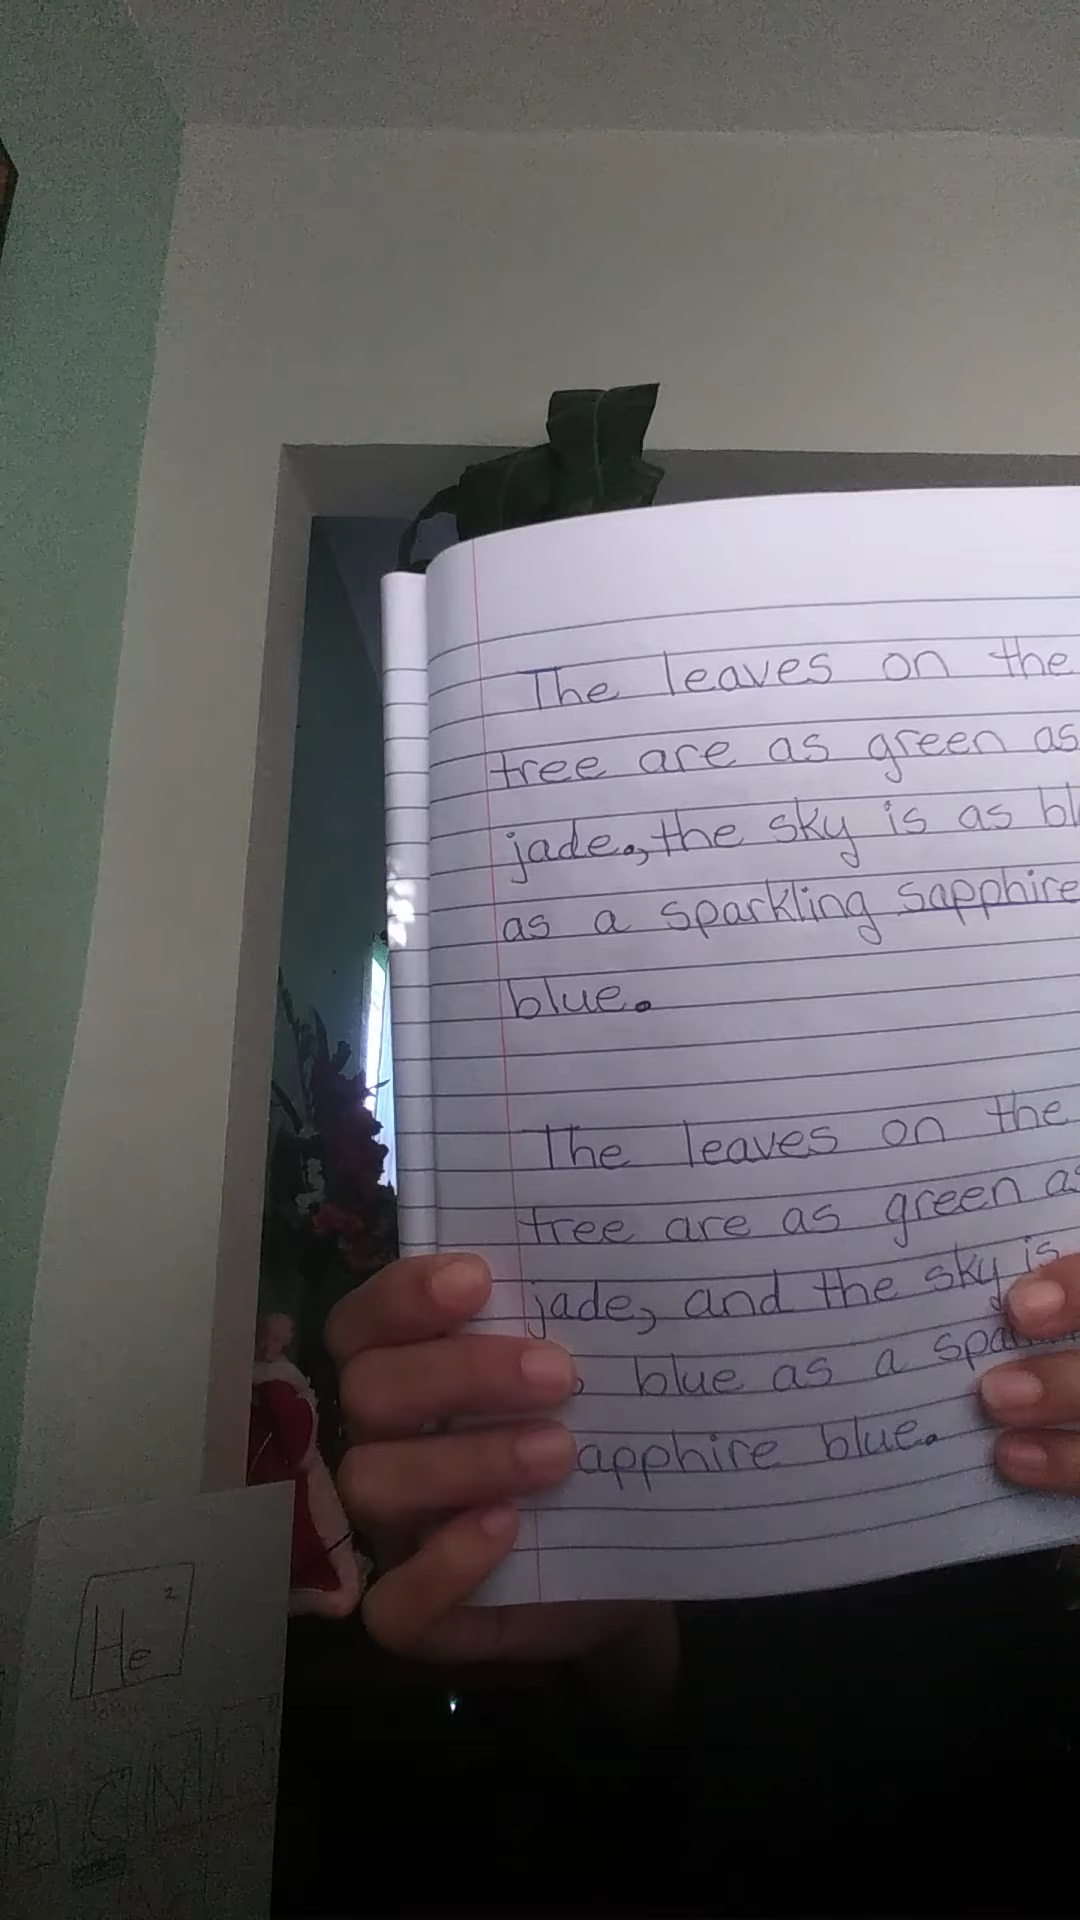 The leaves on the
tree are as green as
jade, the sky is as bl
as a sparkling sapphire
blue.
The leaves on the
tree are as green as
jade, and the sky is
blue as a spa
apphire blue.
2
He
C N